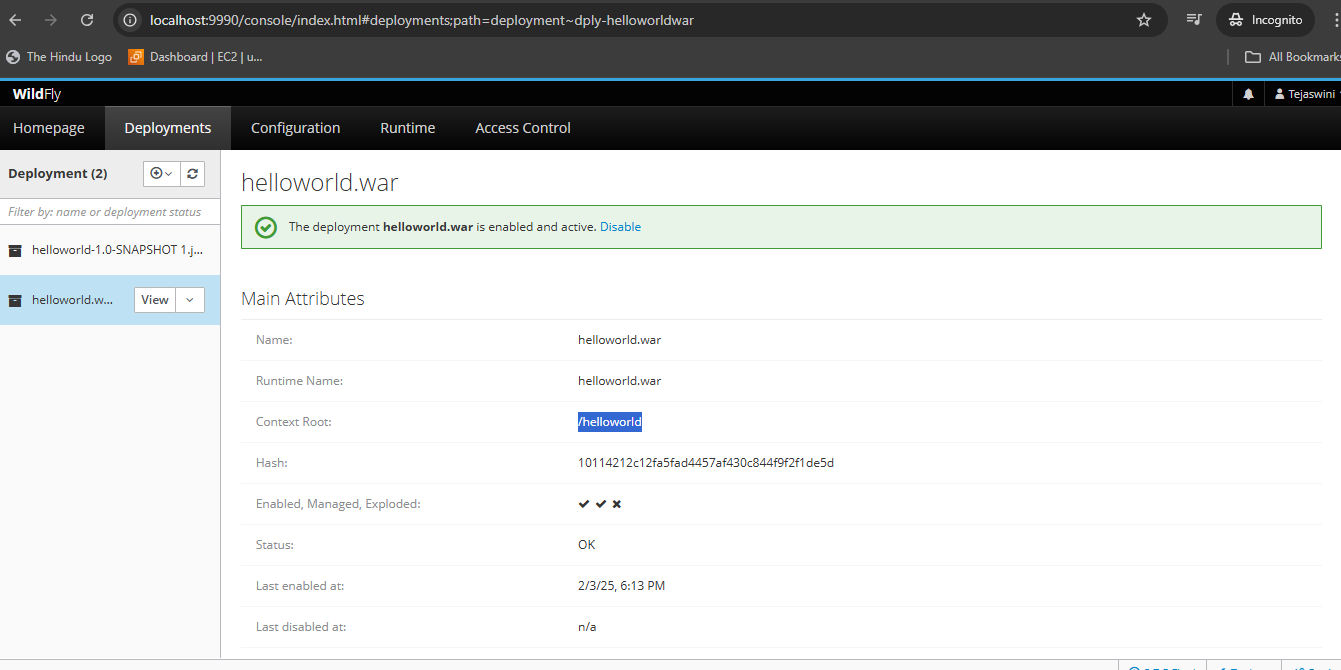 localhost:9990/console/index.html#deployments;path=deployment~dply-helloworldwar
Incognito
The Hindu Logo
Dashboard | EC2 | u...
All Bookmarks
WildFly
Tejaswini
Homepage
Deployments
Configuration
Runtime
Access Control
Deployment (2)
Filter by: name or deployment status
helloworld-1.0-SNAPSHOT 1.j...
helloworld.w...
View
helloworld.war
The deployment helloworld.war is enabled and active. Disable
Main Attributes
Name: helloworld.war
Runtime Name: helloworld.war
Context Root: /helloworld
Hash: 10114212c12fa5fad4457af430c844f9f2f1de5d
Enabled, Managed, Exploded:
Status: OK
Last enabled at: 2/3/25, 6:13 PM
Last disabled at: n/a